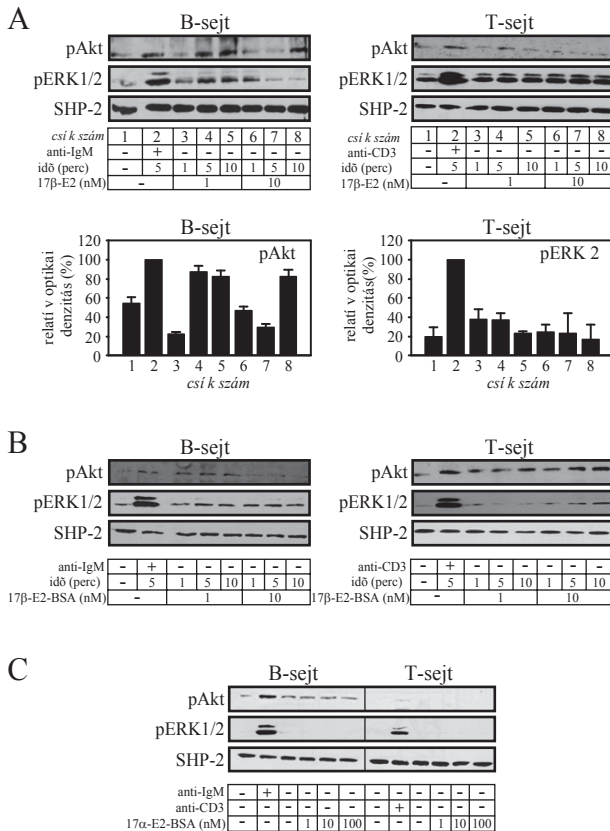 A
B-sejt
pAkt
pERK1/2
SHP-2
csí k szám 1 2 3 4 5 6 7 8
anti-IgM - + - - - - - -
idõ (perc) - 5 1 5 10 1 5 10
17β-E2 (nM) - 1 10
T-sejt
pAkt
pERK1/2
SHP-2
csí k szám 1 2 3 4 5 6 7 8
anti-CD3 - + - - - - - -
idõ (perc) - 5 1 5 10 1 5 10
17β-E2 (nM) - 1 10
B-sejt
pAkt
relatí v optikai
denzitás (%)
120
100
80
60
40
20
0
1 2 3 4 5 6 7 8
csí k szám
T-sejt
pERK 2
relatí v optikai
denzitás(%)
120
100
80
60
40
20
0
1 2 3 4 5 6 7 8
csí k szám
B
B-sejt
pAkt
pERK1/2
SHP-2
anti-IgM - + - - - - - -
idõ (perc) - 5 1 5 10 1 5 10
17β-E2-BSA (nM) - 1 10
T-sejt
pAkt
pERK1/2
SHP-2
anti-CD3 - + - - - - - -
idõ (perc) - 5 1 5 10 1 5 10
17β-E2-BSA (nM) - 1 10
C
B-sejt T-sejt
pAkt
pERK1/2
SHP-2
anti-IgM - + - - - - - - - - - -
anti-CD3 - - - - - - - + - - - -
17α-E2-BSA (nM) - - - 1 10 100 - - - 1 10 100